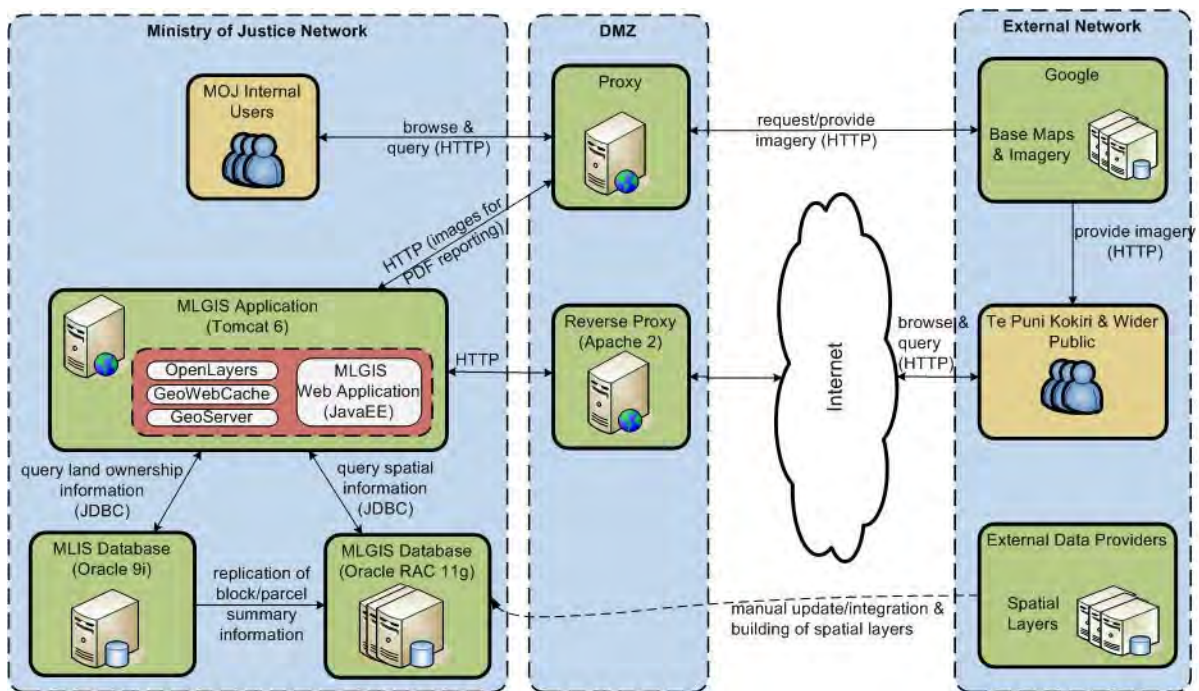 Ministry of Justice Network
DMZ
External Network
MOJ Internal
Users
browse &
query (HTTP)
Proxy
request/provide
imagery (HTTP)
Google
Base Maps
& Imagery
HTTP (images for
PDF reporting)
provide imagery
(HTTP)
MLGIS Application
(Tomcat 6)
OpenLayers
GeoWebCache
GeoServer
MLGIS
Web Application
(JavaEE)
HTTP
Reverse Proxy
(Apache 2)
Internet
browse &
query
(HTTP)
Te Puni Kokiri & Wider
Public
query land ownership
information
(JDBC)
query spatial
information
(JDBC)
MLIS Database
(Oracle 9i)
replication of
block/parcel
summary
information
MLGIS Database
(Oracle RAC 11g)
manual update/integration &
building of spatial layers
External Data Providers
Spatial
Layers